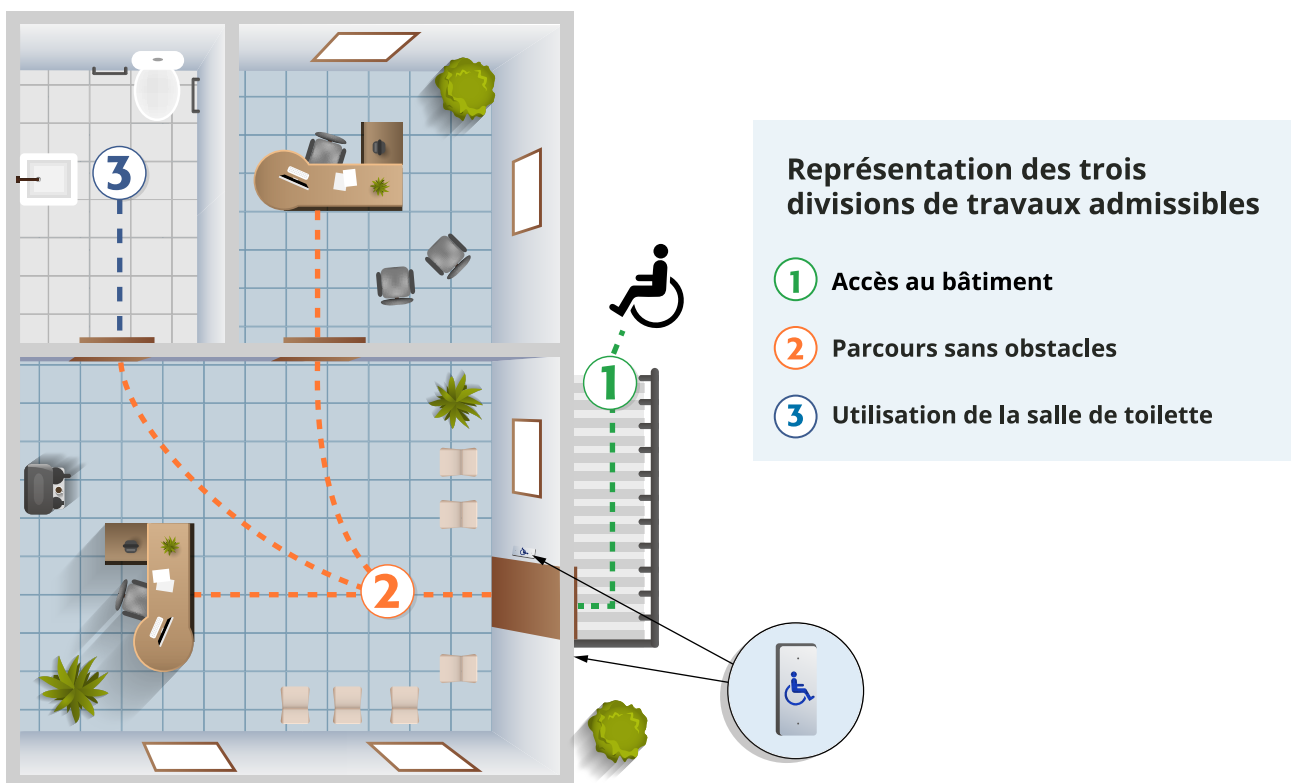 Représentation des trois
divisions de travaux admissibles
1 Accès au bâtiment
2 Parcours sans obstacles
3 Utilisation de la salle de toilette
3
1
2